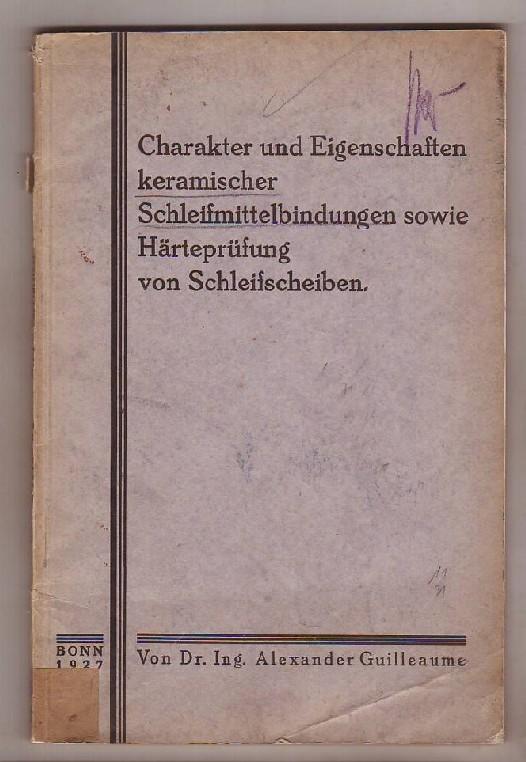 Charakter und Eigenschaften
keramischer
Schleifmittelbindungen sowie
Härteprüfung
von Schleifscheiben.
BONN
1927
Von Dr. Ing. Alexander Guilleaume